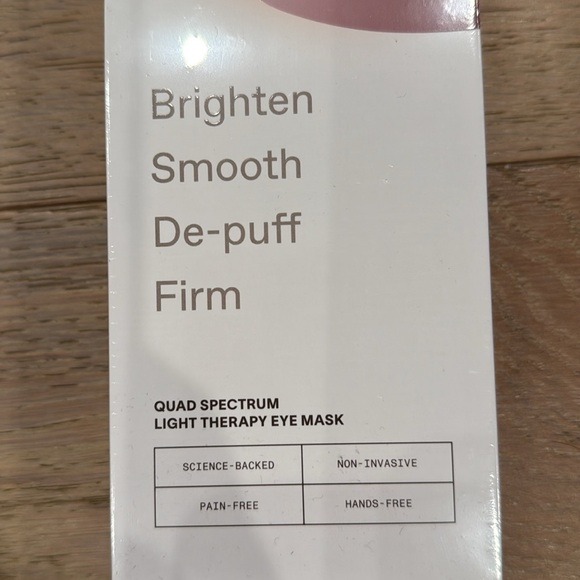 Brighten
Smooth
De-puff
Firm
QUAD SPECTRUM
LIGHT THERAPY EYE MASK
SCIENCE-BACKED NON-INVASIVE
PAIN-FREE HANDS-FREE